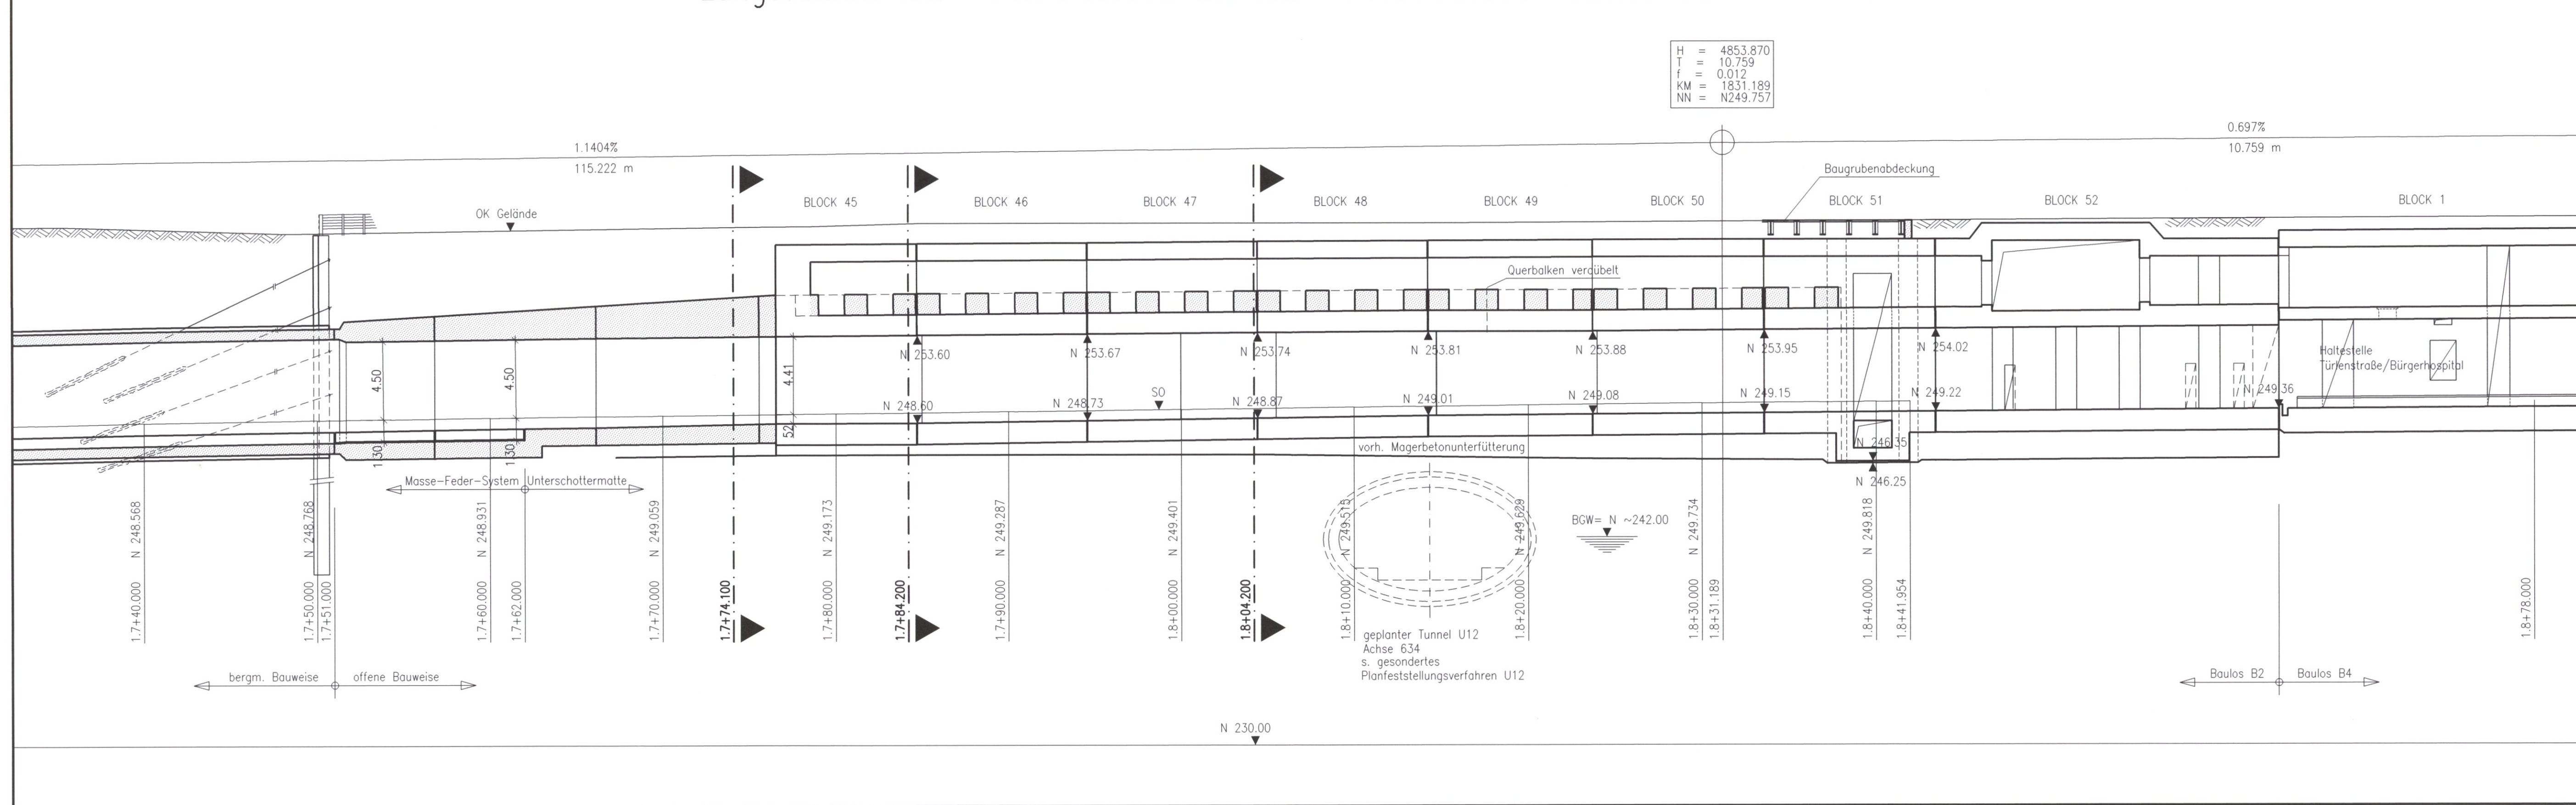 H = 4853.870
T = 10.759
f = 0.012
KM = 1831.189
NN = N249.757
1.1404%
115.222 m
0.697%
10.759 m
Baugrubenabdeckung
OK Gelände
BLOCK 45
BLOCK 46
BLOCK 47
BLOCK 48
BLOCK 49
BLOCK 50
BLOCK 51
BLOCK 52
BLOCK 1
Querbalken verdübelt
N 253.60
N 253.67
N 253.74
N 253.81
N 253.88
N 253.95
N 254.02
Haltestelle
Türlenstraße/Bürgerhospital
4.50
4.50
4.41
SO
N 248.60
N 248.73
N 248.87
N 249.01
N 249.08
N 249.15
N 249.22
N 249.36
1.30
1.30
52
vorh. Magerbetonunterfütterung
N 246.35
N 246.25
Masse-Feder-System
Unterschottermatte
BGW= N ~242.00
N 248.568
N 248.768
N 248.931
N 249.059
N 249.173
N 249.287
N 249.401
N 249.515
N 249.629
N 249.734
N 249.818
1.7+40.000
1.7+50.000
1.7+51.000
1.7+60.000
1.7+62.000
1.7+70.000
1.7+74.100
1.7+80.000
1.7+84.200
1.7+90.000
1.8+00.000
1.8+04.200
1.8+10.000
1.8+20.000
1.8+30.000
1.8+31.189
1.8+40.000
1.8+41.954
1.8+78.000
geplanter Tunnel U12
Achse 634
s. gesondertes
Planfeststellungsverfahren U12
bergm. Bauweise
offene Bauweise
Baulos B2
Baulos B4
N 230.00